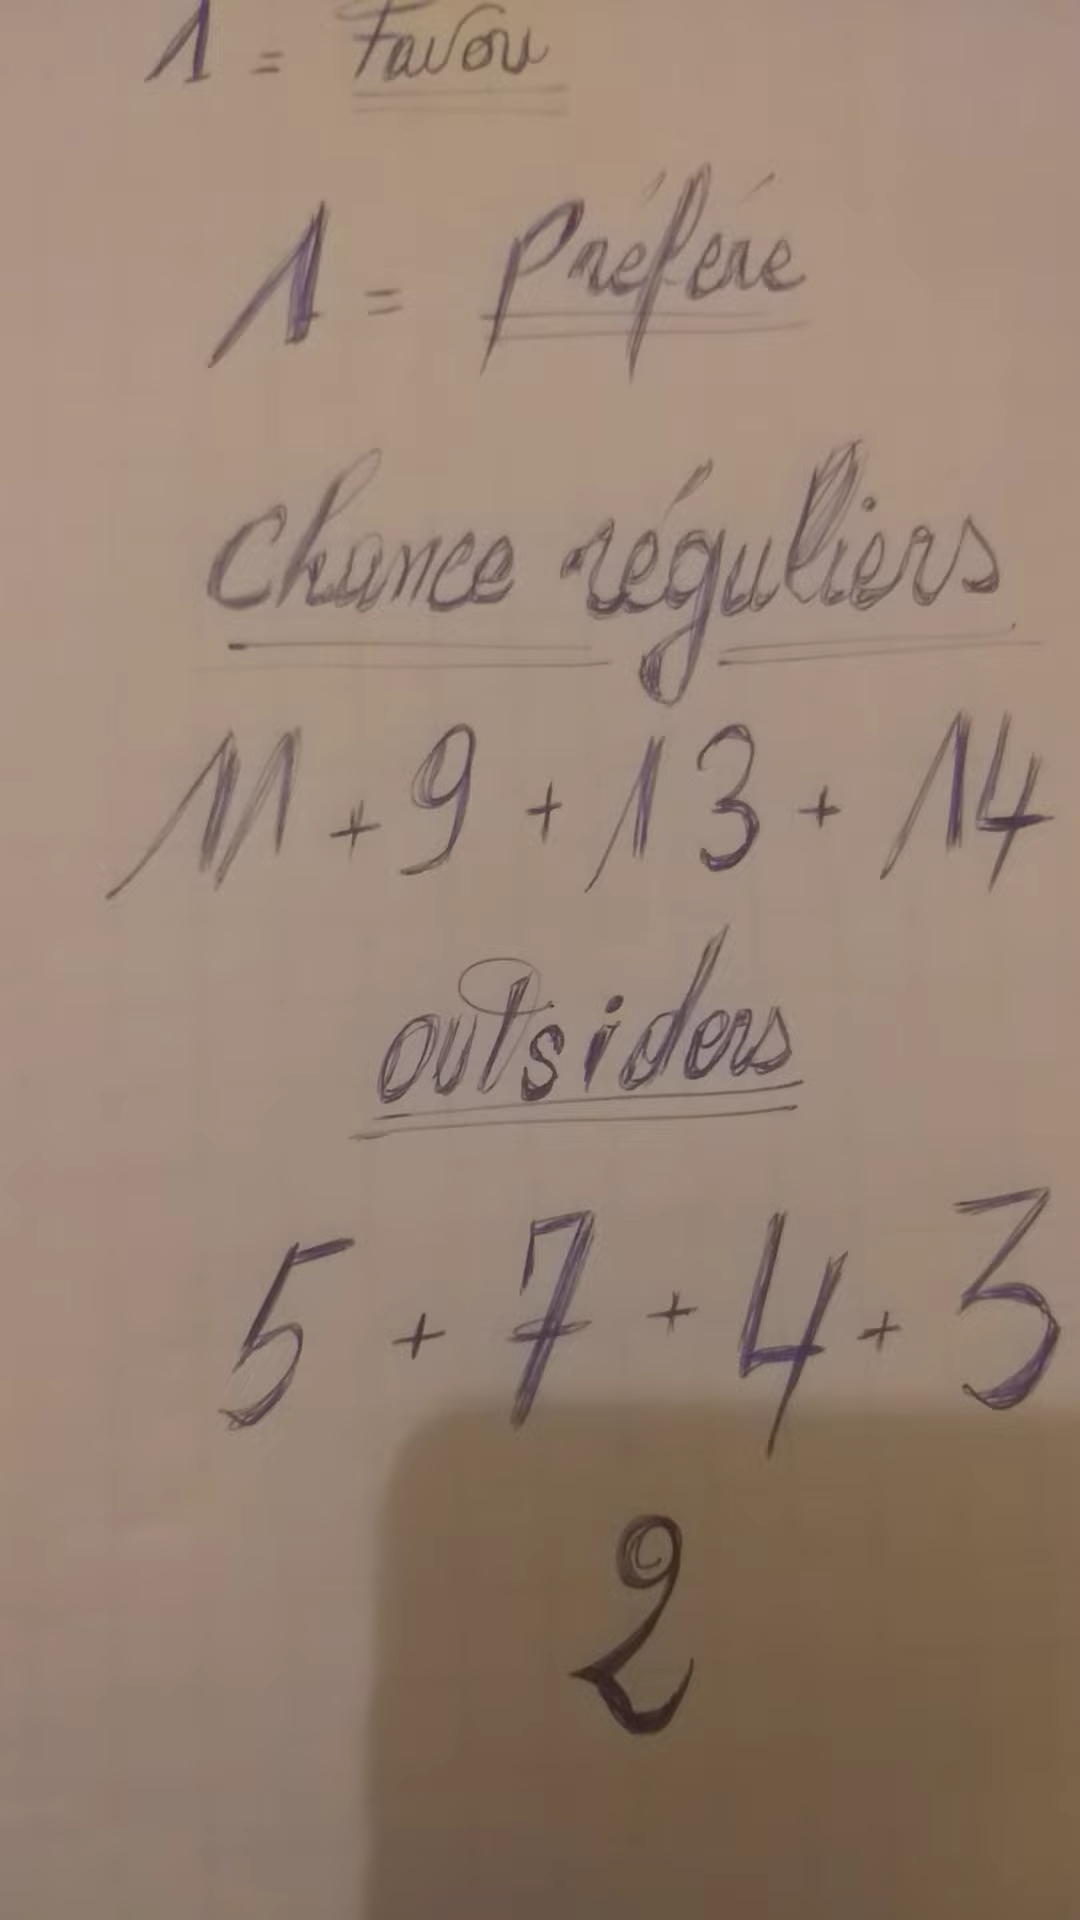 1 = Favori
1 = Préféré
Chance réguliers
11 + 9 + 13 + 14
outsiders
5 + 7 + 4 + 3
2